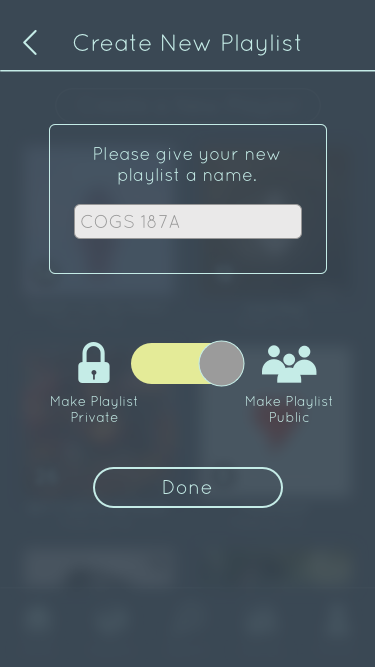 Create New Playlist
Please give your new
playlist a name.
COGS 187A
Make Playlist
Private
Make Playlist
Public
Done